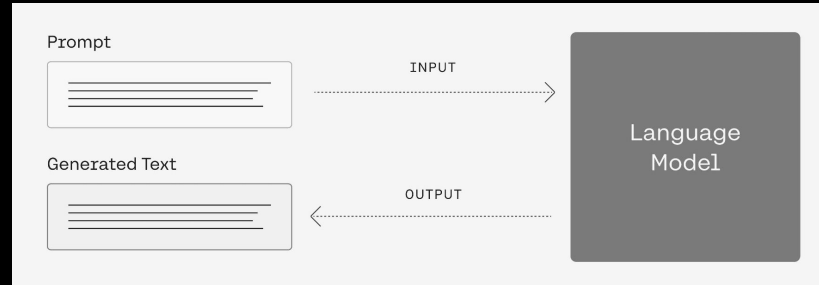 Prompt
INPUT
Language
Model
Generated Text
OUTPUT